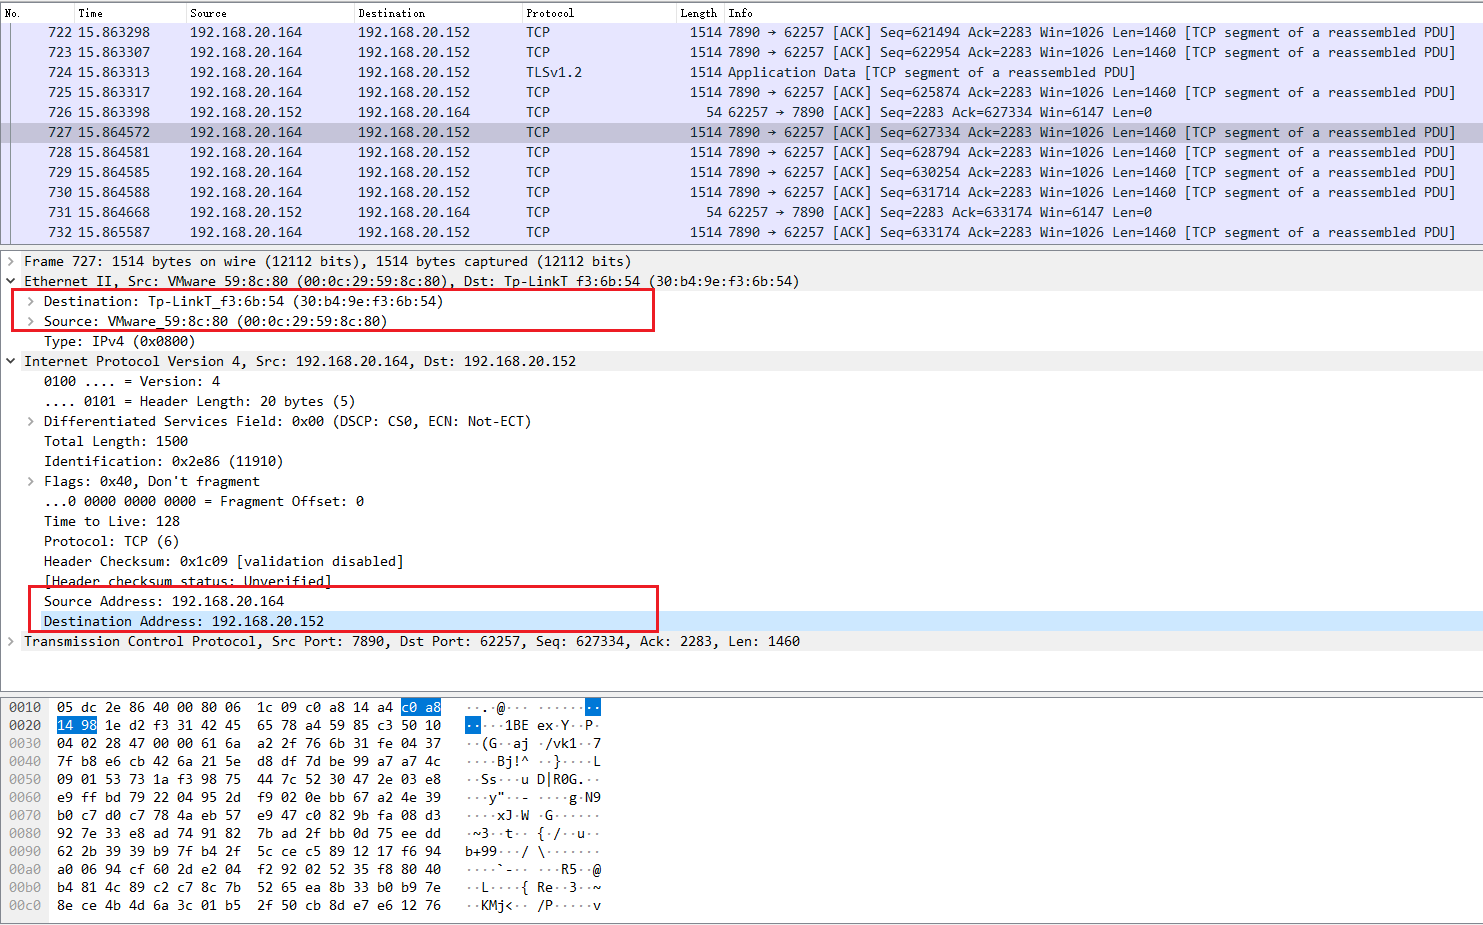 No. Time Source Destination Protocol Length Info
722 15.863298 192.168.20.164 192.168.20.152 TCP 1514 7890 → 62257 [ACK] Seq=621494 Ack=2283 Win=1026 Len=1460 [TCP segment of a reassembled PDU]
723 15.863307 192.168.20.164 192.168.20.152 TCP 1514 7890 → 62257 [ACK] Seq=622954 Ack=2283 Win=1026 Len=1460 [TCP segment of a reassembled PDU]
724 15.863313 192.168.20.164 192.168.20.152 TLSv1.2 1514 Application Data [TCP segment of a reassembled PDU]
725 15.863317 192.168.20.164 192.168.20.152 TCP 1514 7890 → 62257 [ACK] Seq=625874 Ack=2283 Win=1026 Len=1460 [TCP segment of a reassembled PDU]
726 15.863398 192.168.20.152 192.168.20.164 TCP 54 62257 → 7890 [ACK] Seq=2283 Ack=627334 Win=6147 Len=0
727 15.864572 192.168.20.164 192.168.20.152 TCP 1514 7890 → 62257 [ACK] Seq=627334 Ack=2283 Win=1026 Len=1460 [TCP segment of a reassembled PDU]
728 15.864581 192.168.20.164 192.168.20.152 TCP 1514 7890 → 62257 [ACK] Seq=628794 Ack=2283 Win=1026 Len=1460 [TCP segment of a reassembled PDU]
729 15.864585 192.168.20.164 192.168.20.152 TCP 1514 7890 → 62257 [ACK] Seq=630254 Ack=2283 Win=1026 Len=1460 [TCP segment of a reassembled PDU]
730 15.864588 192.168.20.164 192.168.20.152 TCP 1514 7890 → 62257 [ACK] Seq=631714 Ack=2283 Win=1026 Len=1460 [TCP segment of a reassembled PDU]
731 15.864668 192.168.20.152 192.168.20.164 TCP 54 62257 → 7890 [ACK] Seq=2283 Ack=633174 Win=6147 Len=0
732 15.865587 192.168.20.164 192.168.20.152 TCP 1514 7890 → 62257 [ACK] Seq=633174 Ack=2283 Win=1026 Len=1460 [TCP segment of a reassembled PDU]
Frame 727: 1514 bytes on wire (12112 bits), 1514 bytes captured (12112 bits)
Ethernet II, Src: VMware_59:8c:80 (00:0c:29:59:8c:80), Dst: Tp-LinkT_f3:6b:54 (30:b4:9e:f3:6b:54)
Destination: Tp-LinkT_f3:6b:54 (30:b4:9e:f3:6b:54)
Source: VMware_59:8c:80 (00:0c:29:59:8c:80)
Type: IPv4 (0x0800)
Internet Protocol Version 4, Src: 192.168.20.164, Dst: 192.168.20.152
0100 .... = Version: 4
.... 0101 = Header Length: 20 bytes (5)
Differentiated Services Field: 0x00 (DSCP: CS0, ECN: Not-ECT)
Total Length: 1500
Identification: 0x2e86 (11910)
Flags: 0x40, Don't fragment
...0 0000 0000 0000 = Fragment Offset: 0
Time to Live: 128
Protocol: TCP (6)
Header Checksum: 0x1c09 [validation disabled]
[Header checksum status: Unverified]
Source Address: 192.168.20.164
Destination Address: 192.168.20.152
Transmission Control Protocol, Src Port: 7890, Dst Port: 62257, Seq: 627334, Ack: 2283, Len: 1460
0010 05 dc 2e 86 40 00 80 06 1c 09 c0 a8 14 a4 c0 a8 ··.·@··· ········
0020 14 98 1e d2 f3 31 42 45 65 78 a4 59 85 c3 50 10 ·····1BE ex·Y··P·
0030 04 02 28 47 00 00 61 6a a2 2f 76 6b 31 fe 04 37 ··(G··aj ·/vk1··7
0040 7f b8 e6 cb 42 6a 21 5e d8 df 7d be 99 a7 a7 4c ····Bj!^ ··}····L
0050 09 01 53 73 1a f3 98 75 44 7c 52 30 47 2e 03 e8 ··Ss···u D|R0G.··
0060 e9 ff bd 79 22 04 95 2d f9 02 0e bb 67 a2 4e 39 ···y"··- ····g·N9
0070 b0 c7 d0 c7 78 4a eb 57 e9 47 c0 82 9b fa 08 d3 ····xJ·W ·G······
0080 92 7e 33 e8 ad 74 91 82 7b ad 2f bb 0d 75 ee dd ·~3··t·· {·/··u··
0090 62 2b 39 39 b9 7f b4 2f 5c ce c5 89 12 17 f6 94 b+99···/ \·······
00a0 a0 06 94 cf 60 2d e2 04 f2 92 02 52 35 f8 80 40 ····`-·· ···R5··@
00b0 b4 81 4c 89 c2 c7 8c 7b 52 65 ea 8b 33 b0 b9 7e ··L····{ Re··3··~
00c0 8e ce 4b 4d 6a 3c 01 b5 2f 50 cb 8d e7 e6 12 76 ··KMj<·· /P·····v